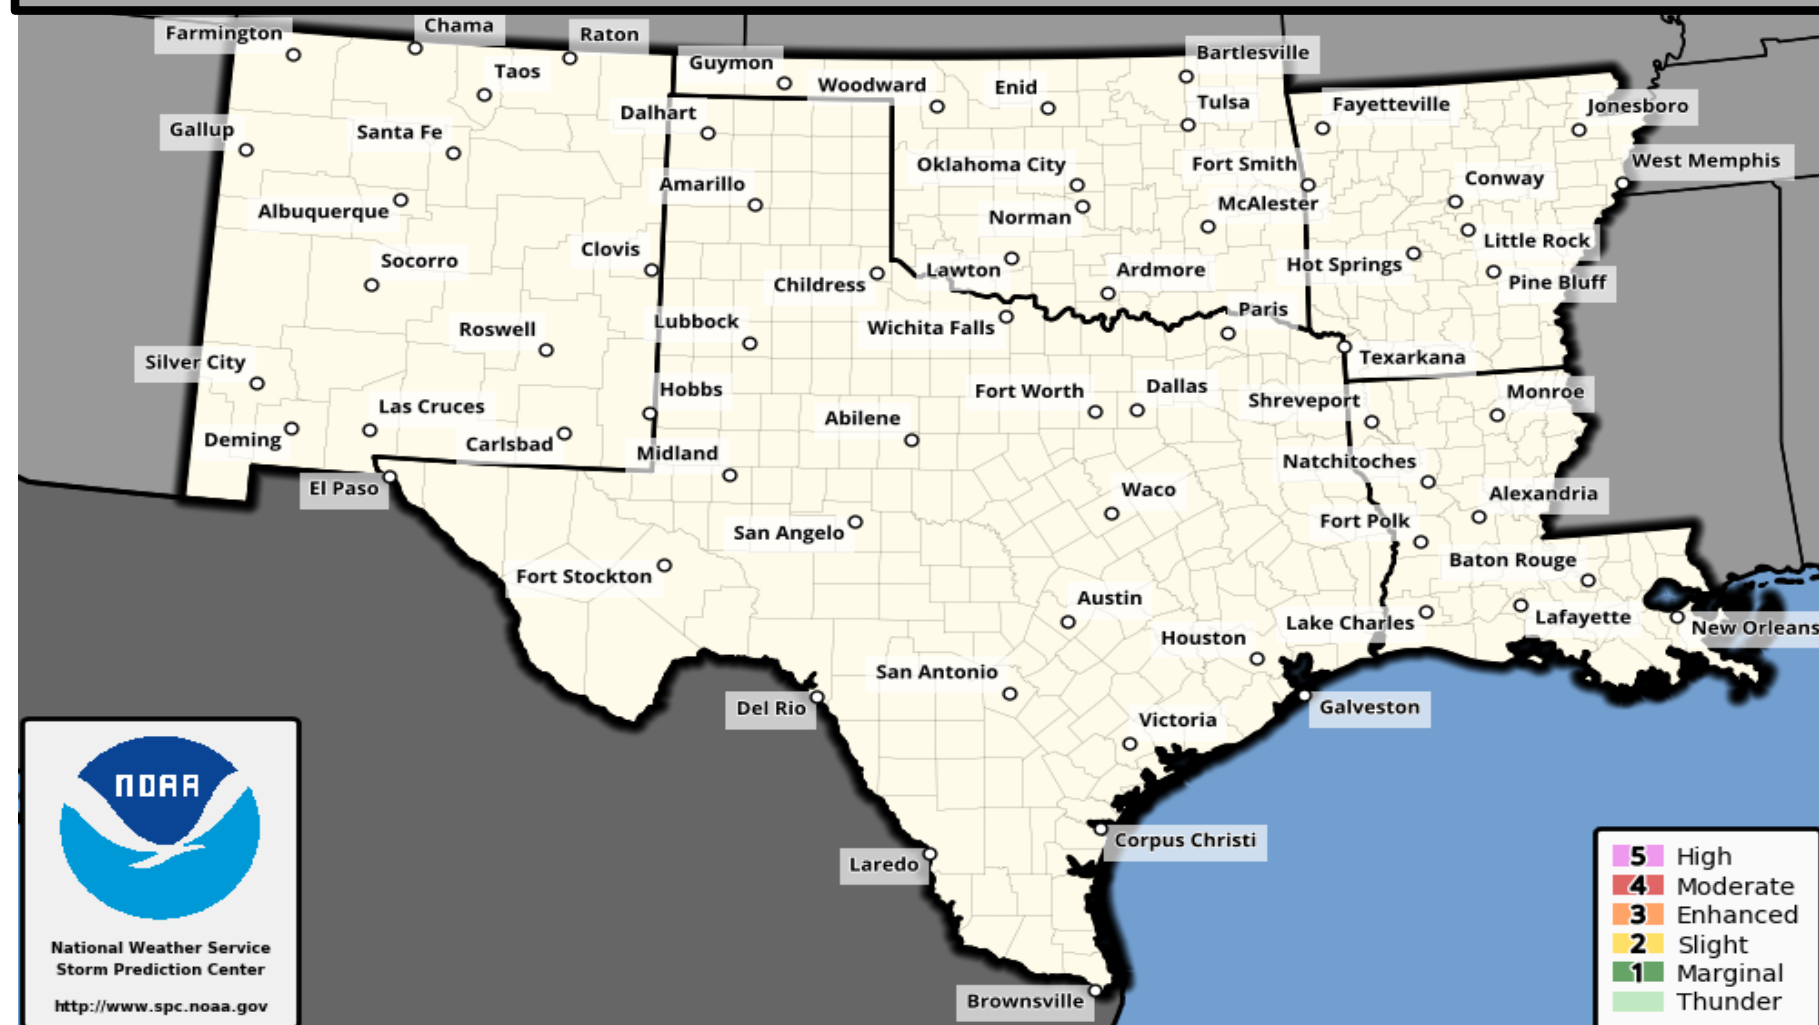 Farmington
Chama
Raton
Taos
Guymon
Woodward
Enid
Bartlesville
Tulsa
Fayetteville
Jonesboro
Dalhart
Gallup
Santa Fe
Oklahoma City
Fort Smith
West Memphis
Conway
Amarillo
McAlester
Albuquerque
Norman
Little Rock
Clovis
Socorro
Lawton
Ardmore
Hot Springs
Pine Bluff
Childress
Paris
Roswell
Lubbock
Wichita Falls
Silver City
Texarkana
Hobbs
Fort Worth
Dallas
Shreveport
Monroe
Las Cruces
Abilene
Deming
Carlsbad
Midland
Natchitoches
El Paso
Waco
Alexandria
San Angelo
Fort Polk
Fort Stockton
Baton Rouge
Austin
Lake Charles
Lafayette
New Orleans
Houston
San Antonio
Del Rio
Galveston
Victoria
Corpus Christi
Laredo
Brownsville
NOAA
National Weather Service
Storm Prediction Center
http://www.spc.noaa.gov
5 High
4 Moderate
3 Enhanced
2 Slight
1 Marginal
Thunder